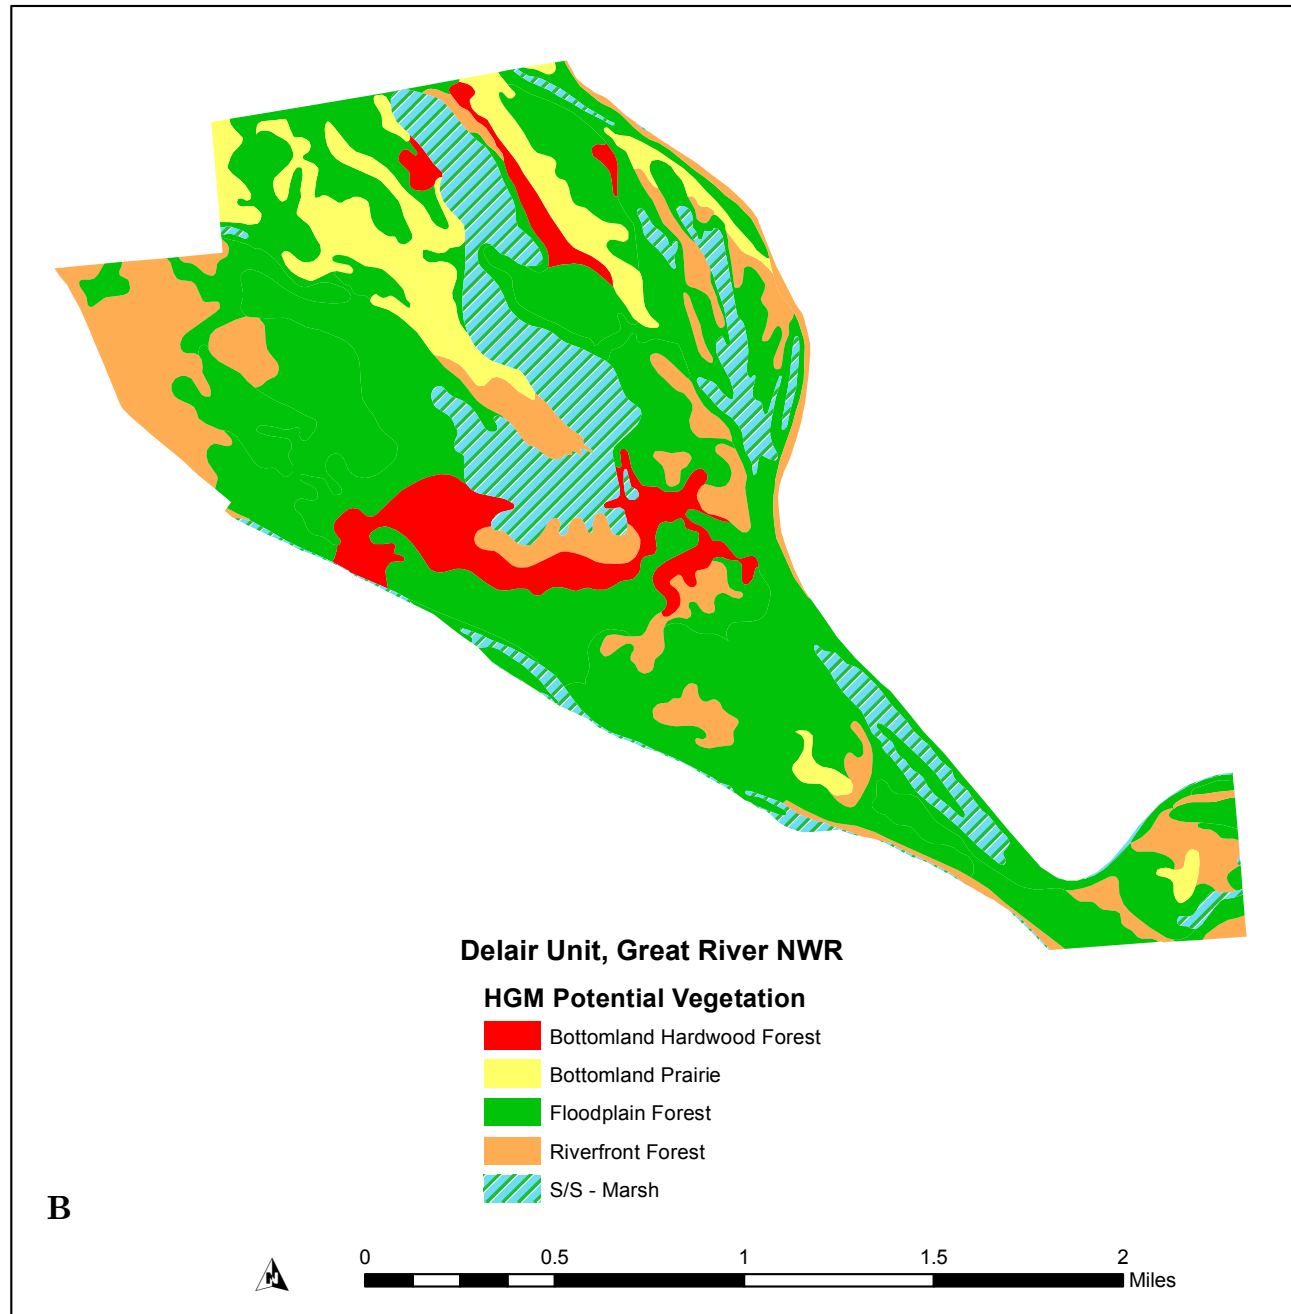 Delair Unit, Great River NWR
HGM Potential Vegetation
Bottomland Hardwood Forest
Bottomland Prairie
Floodplain Forest
Riverfront Forest
S/S - Marsh
B
N
0 0.5 1 1.5 2
Miles